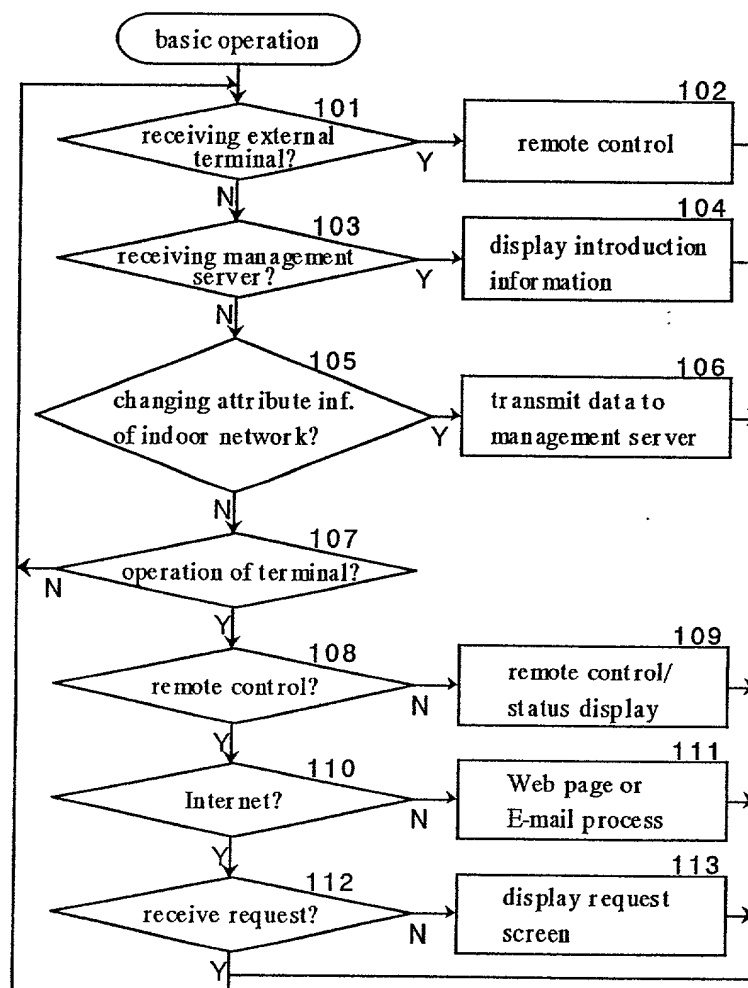 basic operation
101
receiving external
terminal?
Y
N
102
remote control
103
receiving management
server?
Y
N
104
display introduction
information
105
changing attribute inf.
of indoor network?
Y
N
106
transmit data to
management server
107
operation of terminal?
N
Y
108
remote control?
N
Y
109
remote control/
status display
110
Internet?
N
Y
111
Web page or
E-mail process
112
receive request?
N
Y
113
display request
screen